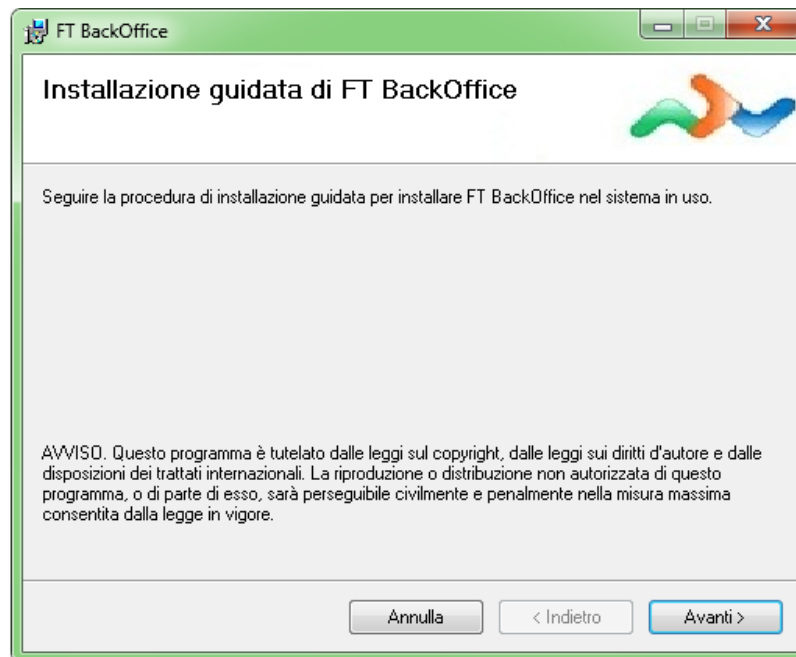 FT BackOffice
Installazione guidata di FT BackOffice
Seguire la procedura di installazione guidata per installare FT BackOffice nel sistema in uso.
AVVISO. Questo programma è tutelato dalle leggi sul copyright, dalle leggi sui diritti d'autore e dalle
disposizioni dei trattati internazionali. La riproduzione o distribuzione non autorizzata di questo
programma, o di parte di esso, sarà perseguibile civilmente e penalmente nella misura massima
consentita dalla legge in vigore.
Annulla
< Indietro
Avanti >